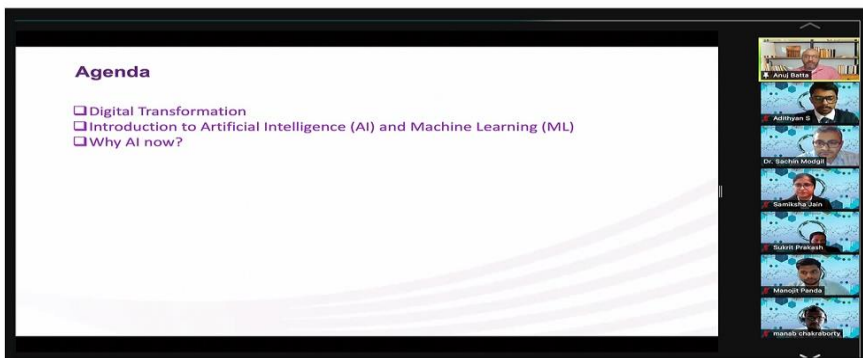 Agenda
❑Digital Transformation
❑Introduction to Artificial Intelligence (AI) and Machine Learning (ML)
❑Why AI now?
Anuj Batta
Adithyan S
Dr. Sachin Modgil
Samiksha Jain
Sukrit Prakash
Manojit Panda
manab chakraborty